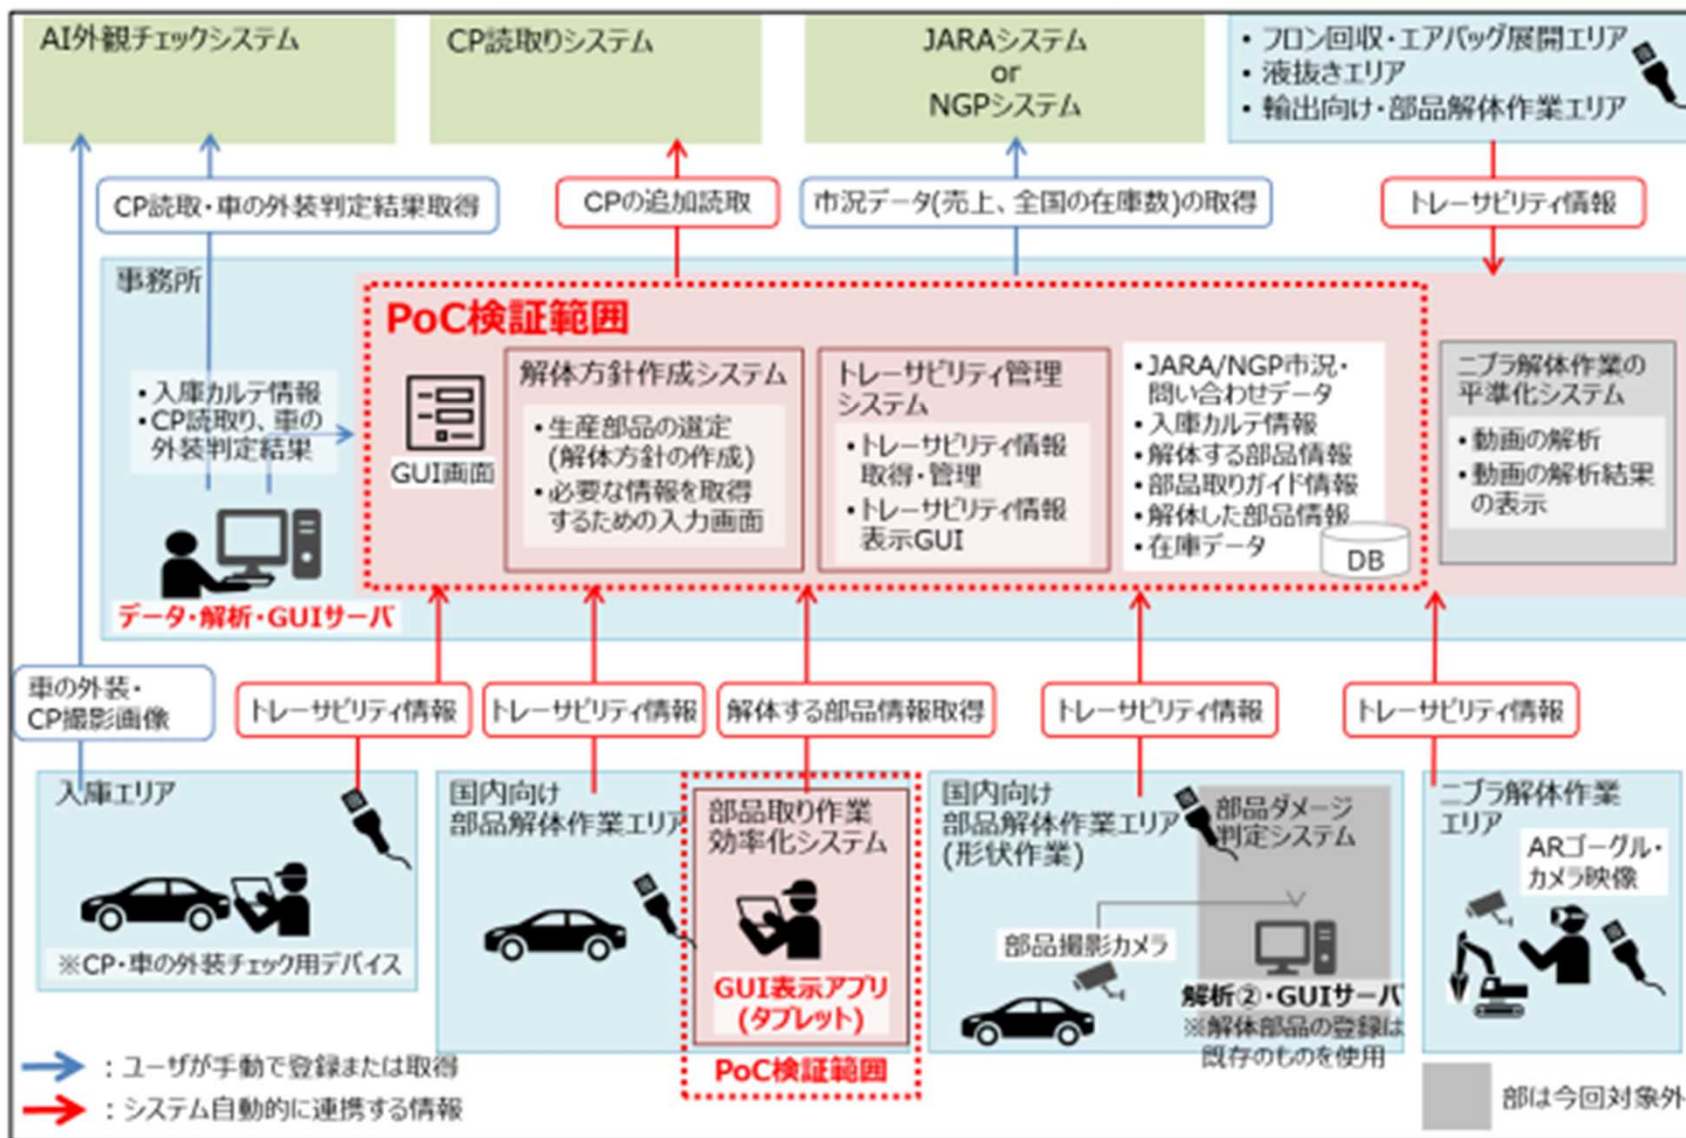 AI外観チェックシステム
CP読取りシステム
JARAシステム
or
NGPシステム
・フロン回収・エアバッグ展開エリア
・液抜きエリア
・輸出向け・部品解体作業エリア
CP読取・車の外装判定結果取得
CPの追加読取
市況データ(売上、全国の在庫数)の取得
トレーサビリティ情報
事務所
PoC検証範囲
・入庫カルテ情報
・CP読取り、車の
外装判定結果
GUI画面
解体方針作成システム
・生産部品の選定
(解体方針の作成)
・必要な情報を取得
するための入力画面
トレーサビリティ管理
システム
・トレーサビリティ情報
取得・管理
・トレーサビリティ情報
表示GUI
・JARA/NGP市況・
問い合わせデータ
・入庫カルテ情報
・解体する部品情報
・部品取りガイド情報
・解体した部品情報
・在庫データ
DB
ニブラ解体作業の
平準化システム
・動画の解析
・動画の解析結果
の表示
データ・解析・GUIサーバ
車の外装・
CP撮影画像
トレーサビリティ情報
トレーサビリティ情報
解体する部品情報取得
トレーサビリティ情報
トレーサビリティ情報
入庫エリア
※CP・車の外装チェック用デバイス
国内向け
部品解体作業エリア
部品取り作業
効率化システム
GUI表示アプリ
(タブレット)
PoC検証範囲
国内向け
部品解体作業エリア
(形状作業)
部品撮影カメラ
部品ダメージ
判定システム
解析②・GUIサーバ
※解体部品の登録は
既存のものを使用
ニブラ解体作業
エリア
ARゴーグル・
カメラ映像
：ユーザが手動で登録または取得
：システム自動的に連携する情報
部は今回対象外